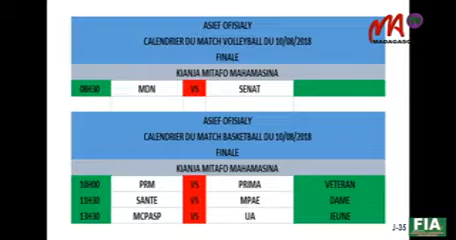 MA TV
MADAGASCAR
ASIEF OFISIALY
CALENDRIER DU MATCH VOLLEYBALL DU 10/08/2018
FINALE
KIANJA MITAFO MAHAMASINA
08H30 MDN VS SENAT
ASIEF OFISIALY
CALENDRIER DU MATCH BASKETBALL DU 10/08/2018
FINALE
KIANJA MITAFO MAHAMASINA
10H00 PRM VS PRIMA VETERAN
11H30 SANTE VS MPAE DAME
13H30 MCPASP VS UA JEUNE
J-35 FIA